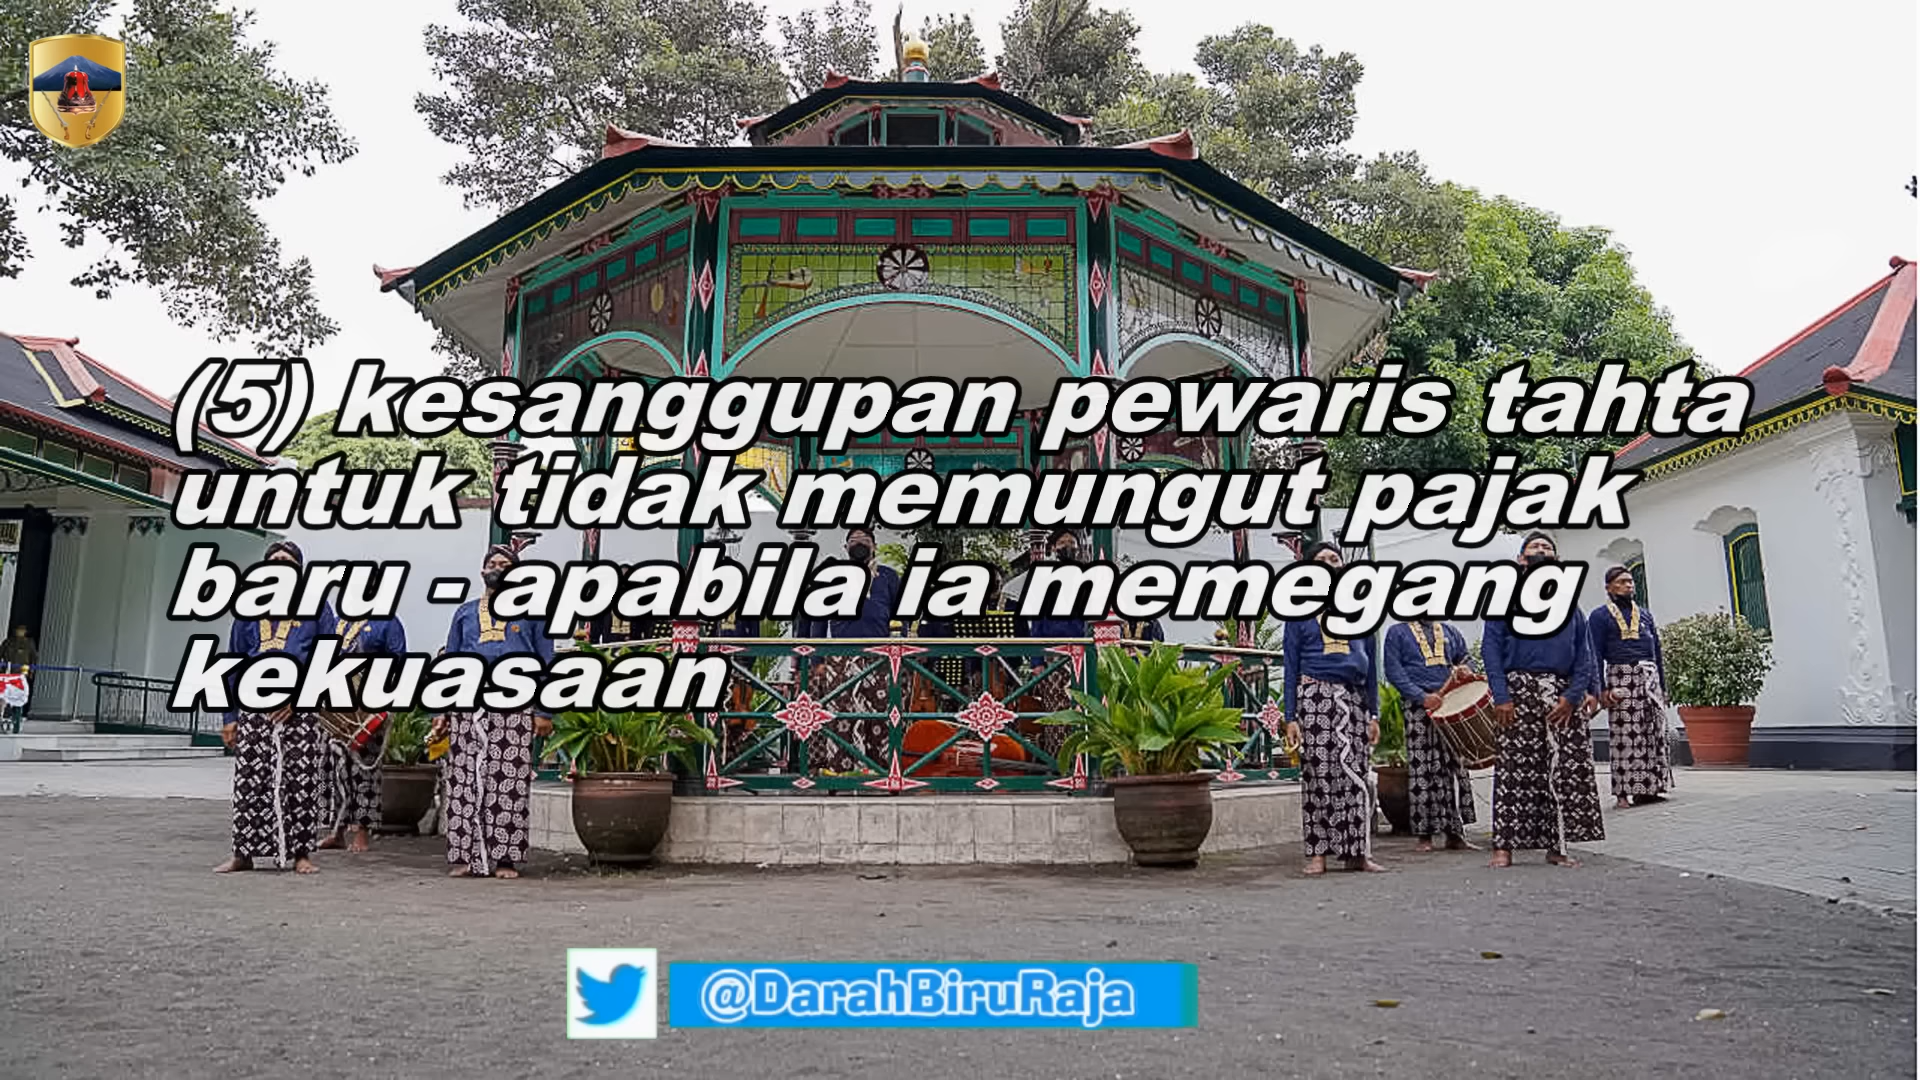 (5) kesanggupan pewaris tahta
untuk tidak memungut pajak
baru - apabila ia memegang
kekuasaan
@DarahBiruRaja